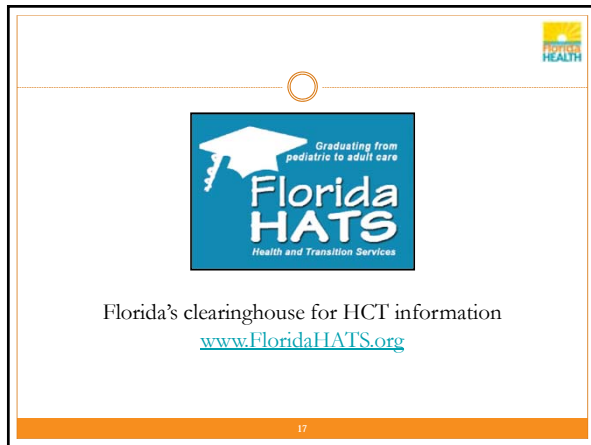 Florida
HEALTH
Graduating from
pediatric to adult care
Florida
HATS
Health and Transition Services
Florida’s clearinghouse for HCT information
www.FloridaHATS.org
17